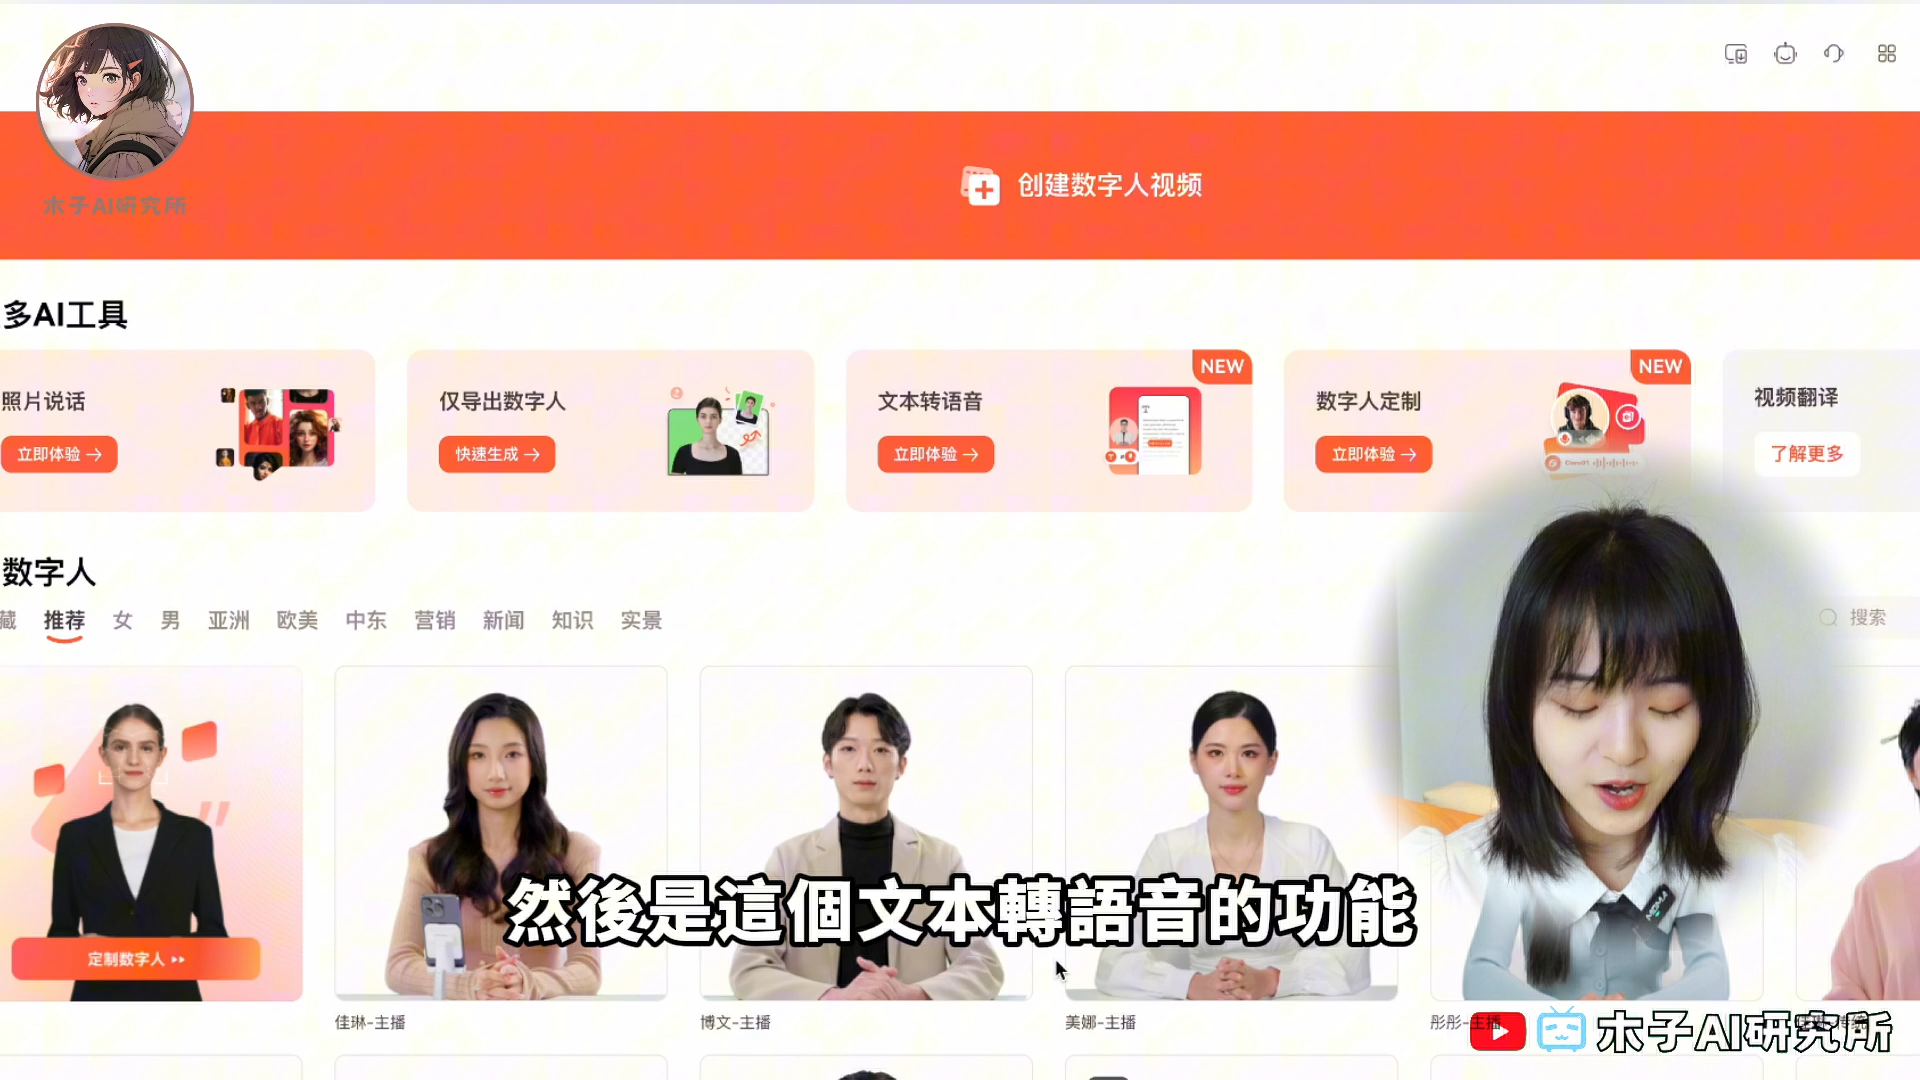 木子AI研究所
创建数字人视频
多AI工具
照片说话
立即体验
仅导出数字人
快速生成
文本转语音
立即体验
NEW
数字人定制
立即体验
NEW
视频翻译
了解更多
数字人
藏 推荐 女 男 亚洲 欧美 中东 营销 新闻 知识 实景
搜索
定制数字人
然後是這個文本轉語音的功能
MOMA
佳琳-主播
博文-主播
美娜-主播
彤彤-主播
木子AI研究所